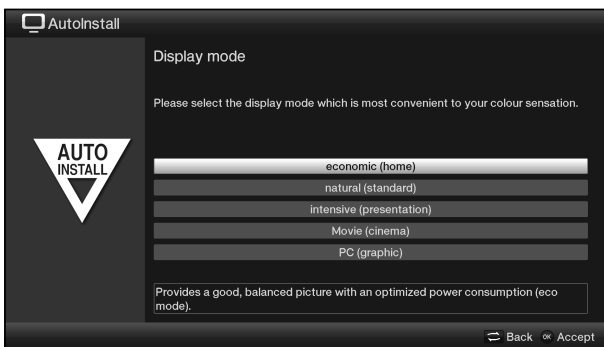 AutoInstall
Display mode
Please select the display mode which is most convenient to your colour sensation.
AUTO
INSTALL
economic (home)
natural (standard)
intensive (presentation)
Movie (cinema)
PC (graphic)
Provides a good, balanced picture with an optimized power consumption (eco
mode).
Back OK Accept